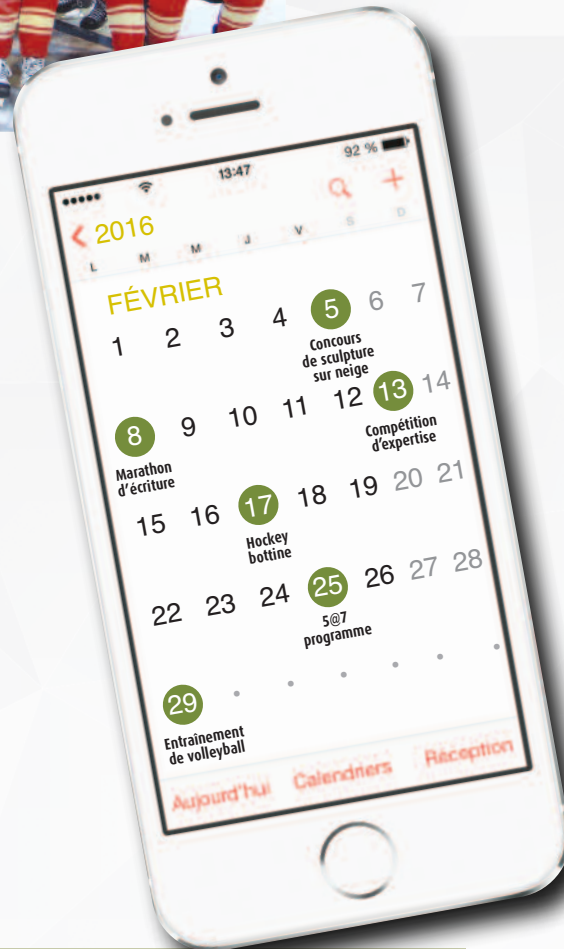 92 %
13:47
2016
L M M J V S D
FÉVRIER
1 2 3 4 5 6 7
Concours
de sculpture
sur neige
8 9 10 11 12 13 14
Marathon
d'écriture
Compétition
d'expertise
15 16 17 18 19 20 21
Hockey
bottine
22 23 24 25 26 27 28
5@7
programme
29
Entraînement
de volleyball
Aujourd'hui Calendriers Réception